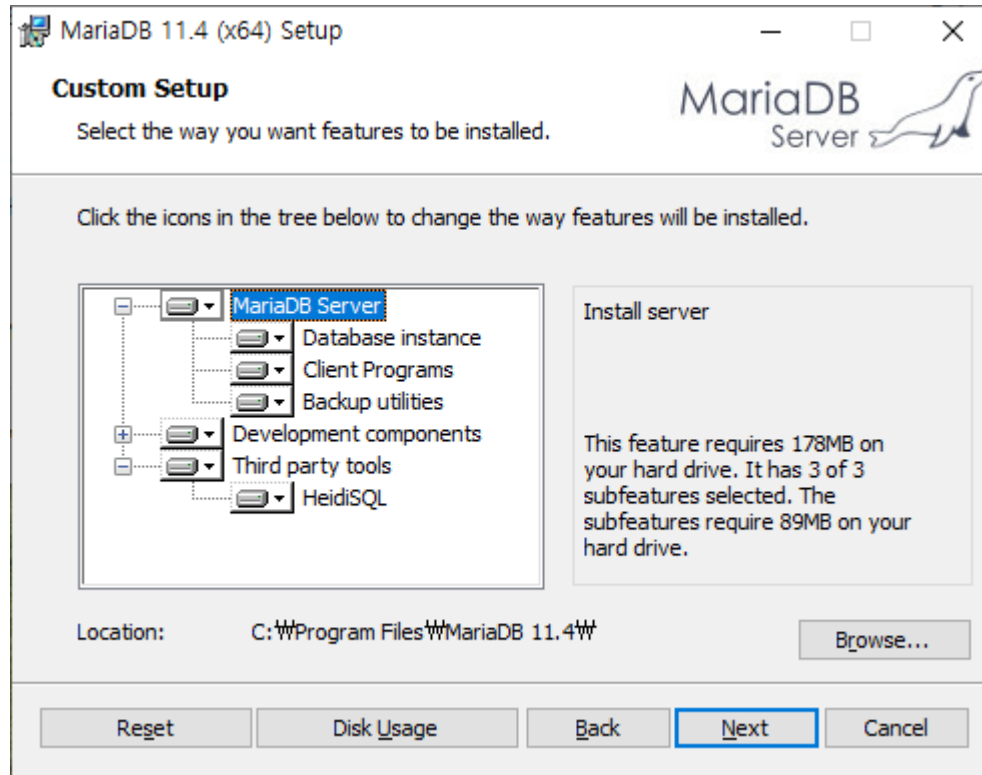 MariaDB 11.4 (x64) Setup
Custom Setup
Select the way you want features to be installed.
MariaDB
Server
Click the icons in the tree below to change the way features will be installed.
MariaDB Server
Database instance
Client Programs
Backup utilities
Development components
Third party tools
HeidiSQL
Install server
This feature requires 178MB on
your hard drive. It has 3 of 3
subfeatures selected. The
subfeatures require 89MB on your
hard drive.
Location: C:₩Program Files₩MariaDB 11.4₩
Browse...
Reset Disk Usage Back Next Cancel